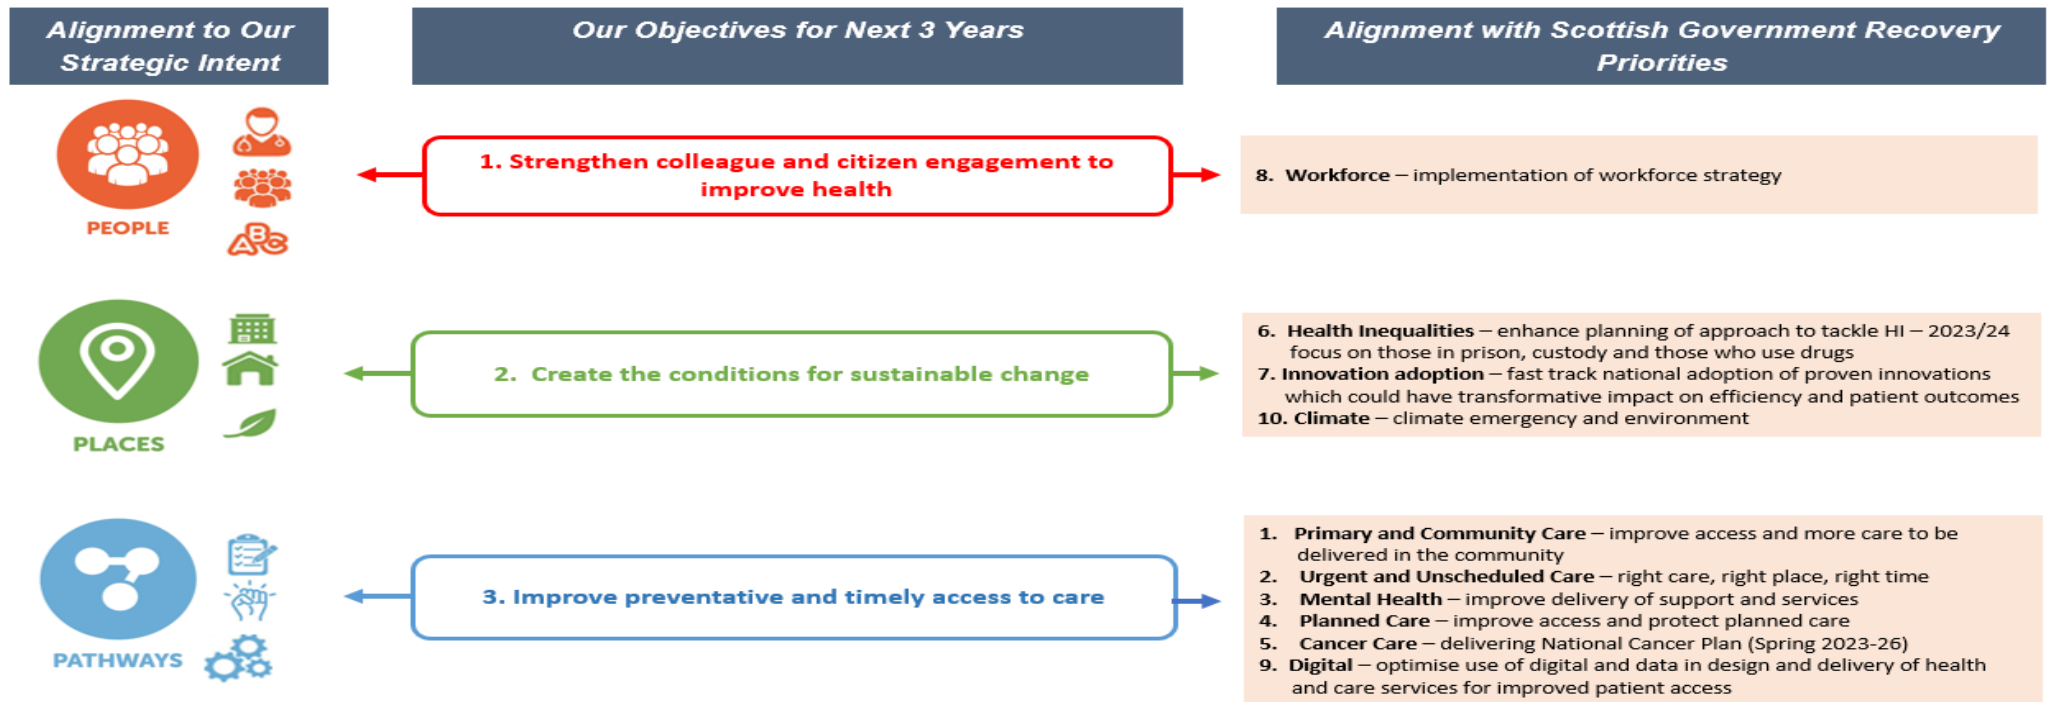 Alignment to Our
Strategic Intent
Our Objectives for Next 3 Years
Alignment with Scottish Government Recovery
Priorities
PEOPLE
ABC
1. Strengthen colleague and citizen engagement to
improve health
8. Workforce – implementation of workforce strategy
PLACES
2. Create the conditions for sustainable change
6. Health Inequalities – enhance planning of approach to tackle HI – 2023/24
focus on those in prison, custody and those who use drugs
7. Innovation adoption – fast track national adoption of proven innovations
which could have transformative impact on efficiency and patient outcomes
10. Climate – climate emergency and environment
PATHWAYS
3. Improve preventative and timely access to care
1. Primary and Community Care – improve access and more care to be
delivered in the community
2. Urgent and Unscheduled Care – right care, right place, right time
3. Mental Health – improve delivery of support and services
4. Planned Care – improve access and protect planned care
5. Cancer Care – delivering National Cancer Plan (Spring 2023-26)
9. Digital – optimise use of digital and data in design and delivery of health
and care services for improved patient access